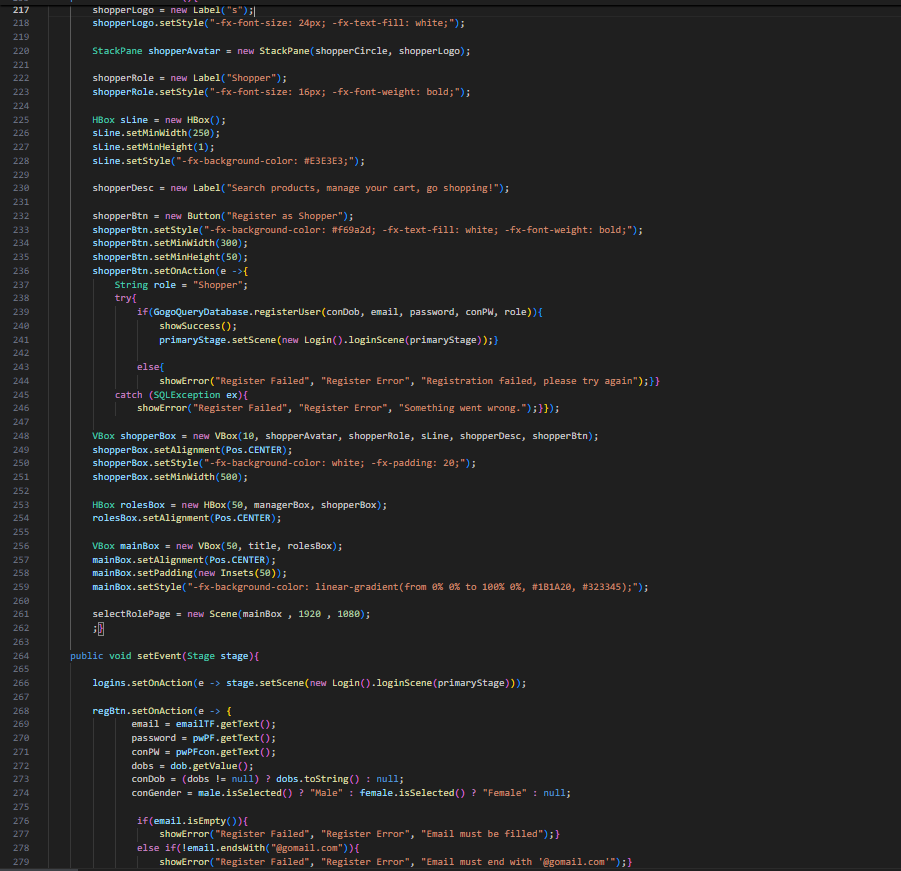 217 shopperLogo = new Label("s");
218 shopperLogo.setStyle("-fx-font-size: 24px; -fx-text-fill: white;");
219
220 StackPane shopperAvatar = new StackPane(shopperCircle, shopperLogo);
221
222 shopperRole = new Label("Shopper");
223 shopperRole.setStyle("-fx-font-size: 16px; -fx-font-weight: bold;");
224
225 HBox sLine = new HBox();
226 sLine.setMinWidth(250);
227 sLine.setMinHeight(1);
228 sLine.setStyle("-fx-background-color: #E3E3E3;");
229
230 shopperDesc = new Label("Search products, manage your cart, go shopping!");
231
232 shopperBtn = new Button("Register as Shopper");
233 shopperBtn.setStyle("-fx-background-color: #f69a2d; -fx-text-fill: white; -fx-font-weight: bold;");
234 shopperBtn.setMinWidth(300);
235 shopperBtn.setMinHeight(50);
236 shopperBtn.setOnAction(e ->{
237 String role = "Shopper";
238 try{
239 if(GogoQueryDatabase.registerUser(conDob, email, password, conPW, role)){
240 showSuccess();
241 primaryStage.setScene(new Login().loginScene(primaryStage));}
242
243 else{
244 showError("Register Failed", "Register Error", "Registration failed, please try again");}}
245 catch (SQLException ex){
246 showError("Register Failed", "Register Error", "Something went wrong.");}});
247
248 VBox shopperBox = new VBox(10, shopperAvatar, shopperRole, sLine, shopperDesc, shopperBtn);
249 shopperBox.setAlignment(Pos.CENTER);
250 shopperBox.setStyle("-fx-background-color: white; -fx-padding: 20;");
251 shopperBox.setMinWidth(500);
252
253 HBox rolesBox = new HBox(50, managerBox, shopperBox);
254 rolesBox.setAlignment(Pos.CENTER);
255
256 VBox mainBox = new VBox(50, title, rolesBox);
257 mainBox.setAlignment(Pos.CENTER);
258 mainBox.setPadding(new Insets(50));
259 mainBox.setStyle("-fx-background-color: linear-gradient(from 0% 0% to 100% 0%, #1B1A20, #323345);");
260
261 selectRolePage = new Scene(mainBox , 1920 , 1080);
262 ;}
263
264 public void setEvent(Stage stage){
265
266 logins.setOnAction(e -> stage.setScene(new Login().loginScene(primaryStage)));
267
268 regBtn.setOnAction(e -> {
269 email = emailTF.getText();
270 password = pwPF.getText();
271 conPW = pwPFcon.getText();
272 dobs = dob.getValue();
273 conDob = (dobs != null) ? dobs.toString() : null;
274 conGender = male.isSelected() ? "Male" : female.isSelected() ? "Female" : null;
275
276 if(email.isEmpty()){
277 showError("Register Failed", "Register Error", "Email must be filled");}
278 else if(!email.endsWith("@gomail.com")){
279 showError("Register Failed", "Register Error", "Email must end with '@gomail.com'");}